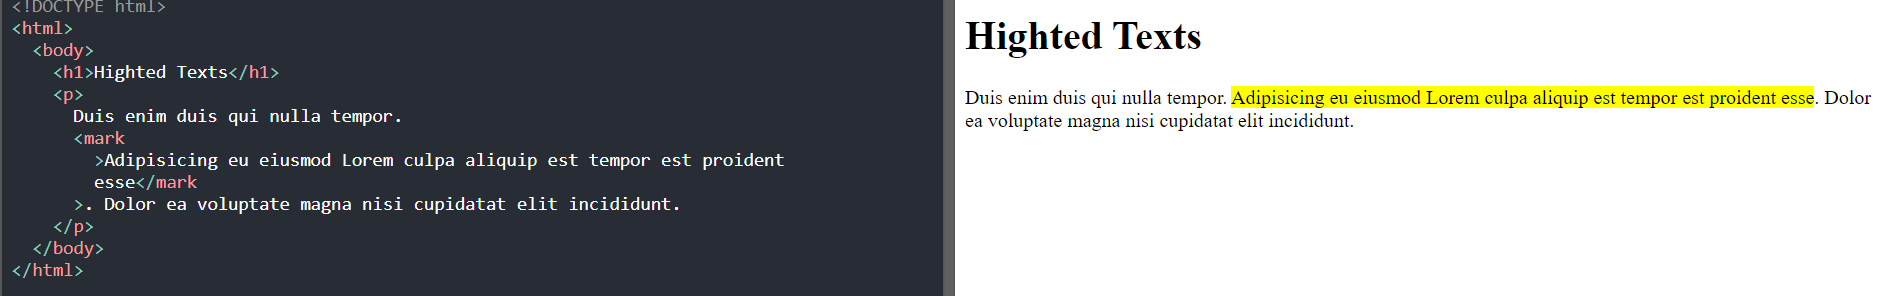 <!DOCTYPE html>
<html>
<body>
<h1>Highted Texts</h1>
<p>
Duis enim duis qui nulla tempor.
<mark
>Adipisicing eu eiusmod Lorem culpa aliquip est tempor est proident
esse</mark
>. Dolor ea voluptate magna nisi cupidatat elit incididunt.
</p>
</body>
</html>
Highted Texts
Duis enim duis qui nulla tempor. Adipisicing eu eiusmod Lorem culpa aliquip est tempor est proident esse. Dolor
ea voluptate magna nisi cupidatat elit incididunt.